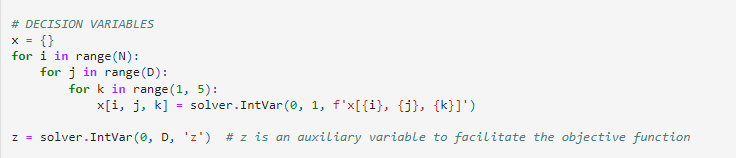 # DECISION VARIABLES
x = {}
for i in range(N):
    for j in range(D):
        for k in range(1, 5):
            x[i, j, k] = solver.IntVar(0, 1, f'x[{i}, {j}, {k}]')
z = solver.IntVar(0, D, 'z')  # z is an auxiliary variable to facilitate the objective function